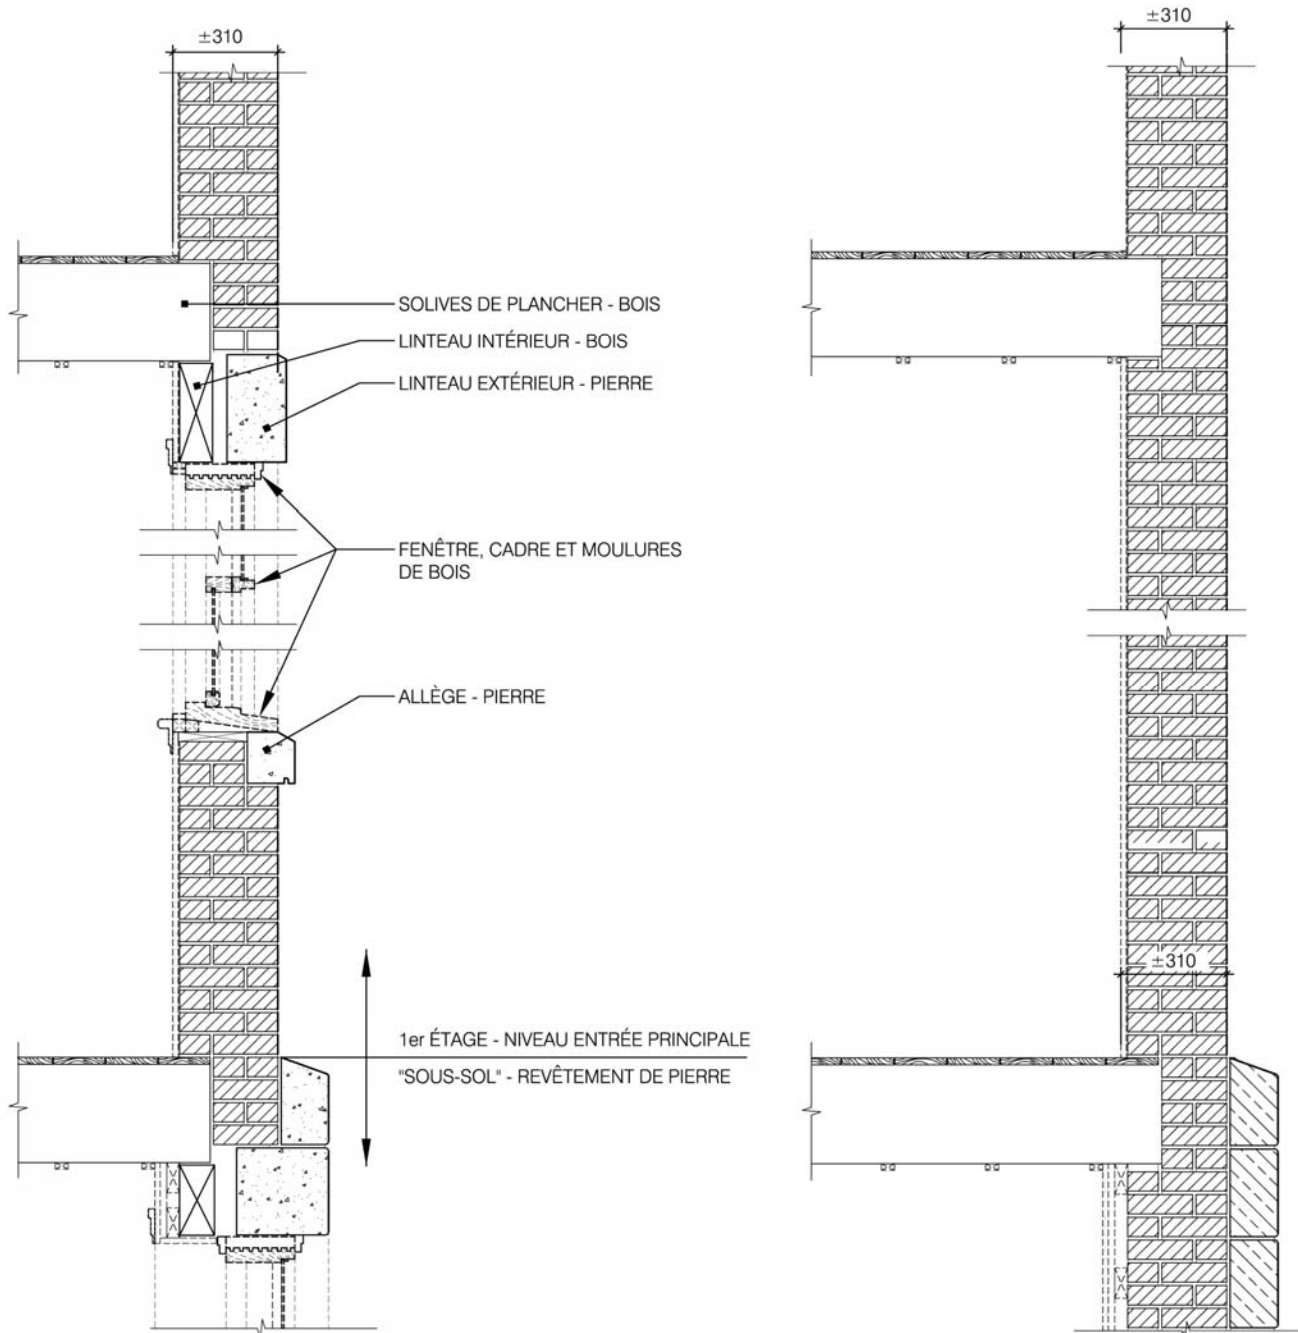 ±310
±310
SOLIVES DE PLANCHER - BOIS
LINTEAU INTÉRIEUR - BOIS
LINTEAU EXTÉRIEUR - PIERRE
FENÊTRE, CADRE ET MOULURES
DE BOIS
ALLÈGE - PIERRE
±310
1er ÉTAGE - NIVEAU ENTRÉE PRINCIPALE
"SOUS-SOL" - REVÊTEMENT DE PIERRE